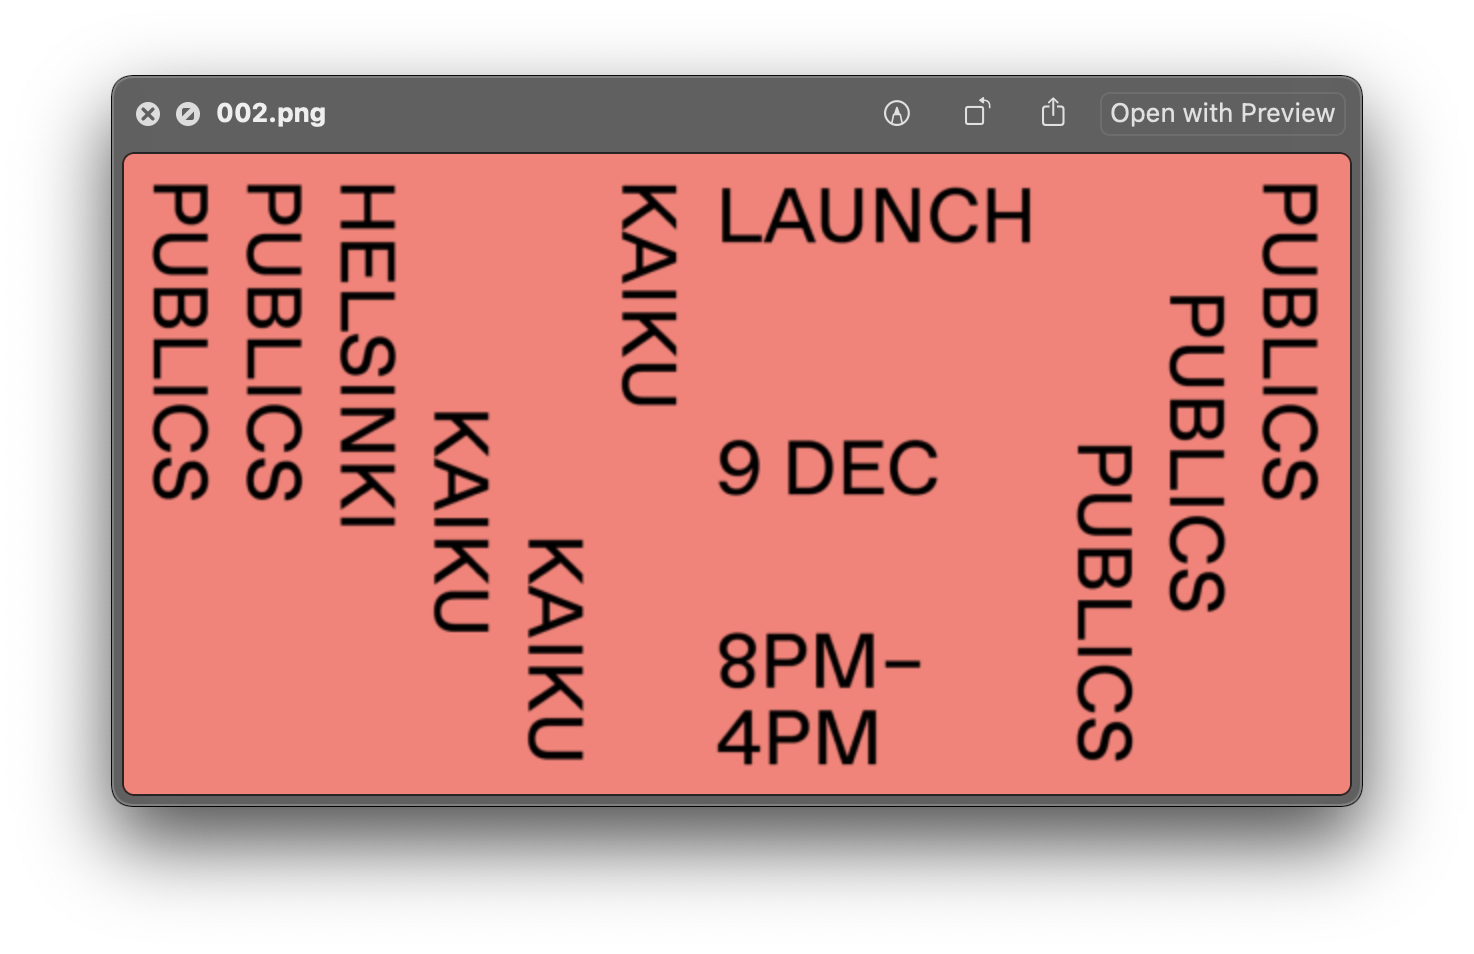 002.png
Open with Preview
PUBLICS
PUBLICS
HELSINKI
KAIKU
KAIKU
KAIKU
LAUNCH
9 DEC
8PM–
4PM
PUBLICS
PUBLICS
PUBLICS